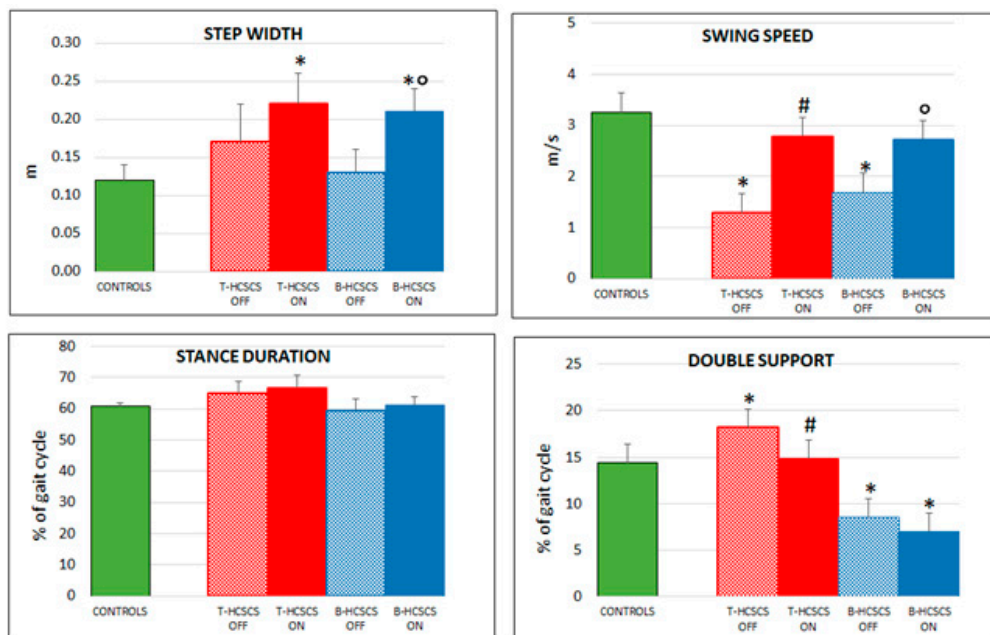 STEP WIDTH
0.30
0.25
0.20
0.15
0.10
0.05
0.00
m
* *o
CONTROLS T-HCSCS OFF T-HCSCS ON B-HCSCS OFF B-HCSCS ON
SWING SPEED
5
4
3
2
1
0
m/s
* # * o
CONTROLS T-HCSCS OFF T-HCSCS ON B-HCSCS OFF B-HCSCS ON
STANCE DURATION
80
70
60
50
40
30
20
10
0
% of gait cycle
CONTROLS T-HCSCS OFF T-HCSCS ON B-HCSCS OFF B-HCSCS ON
DOUBLE SUPPORT
25
20
15
10
5
0
% of gait cycle
* # * *
CONTROLS T-HCSCS OFF T-HCSCS ON B-HCSCS OFF B-HCSCS ON